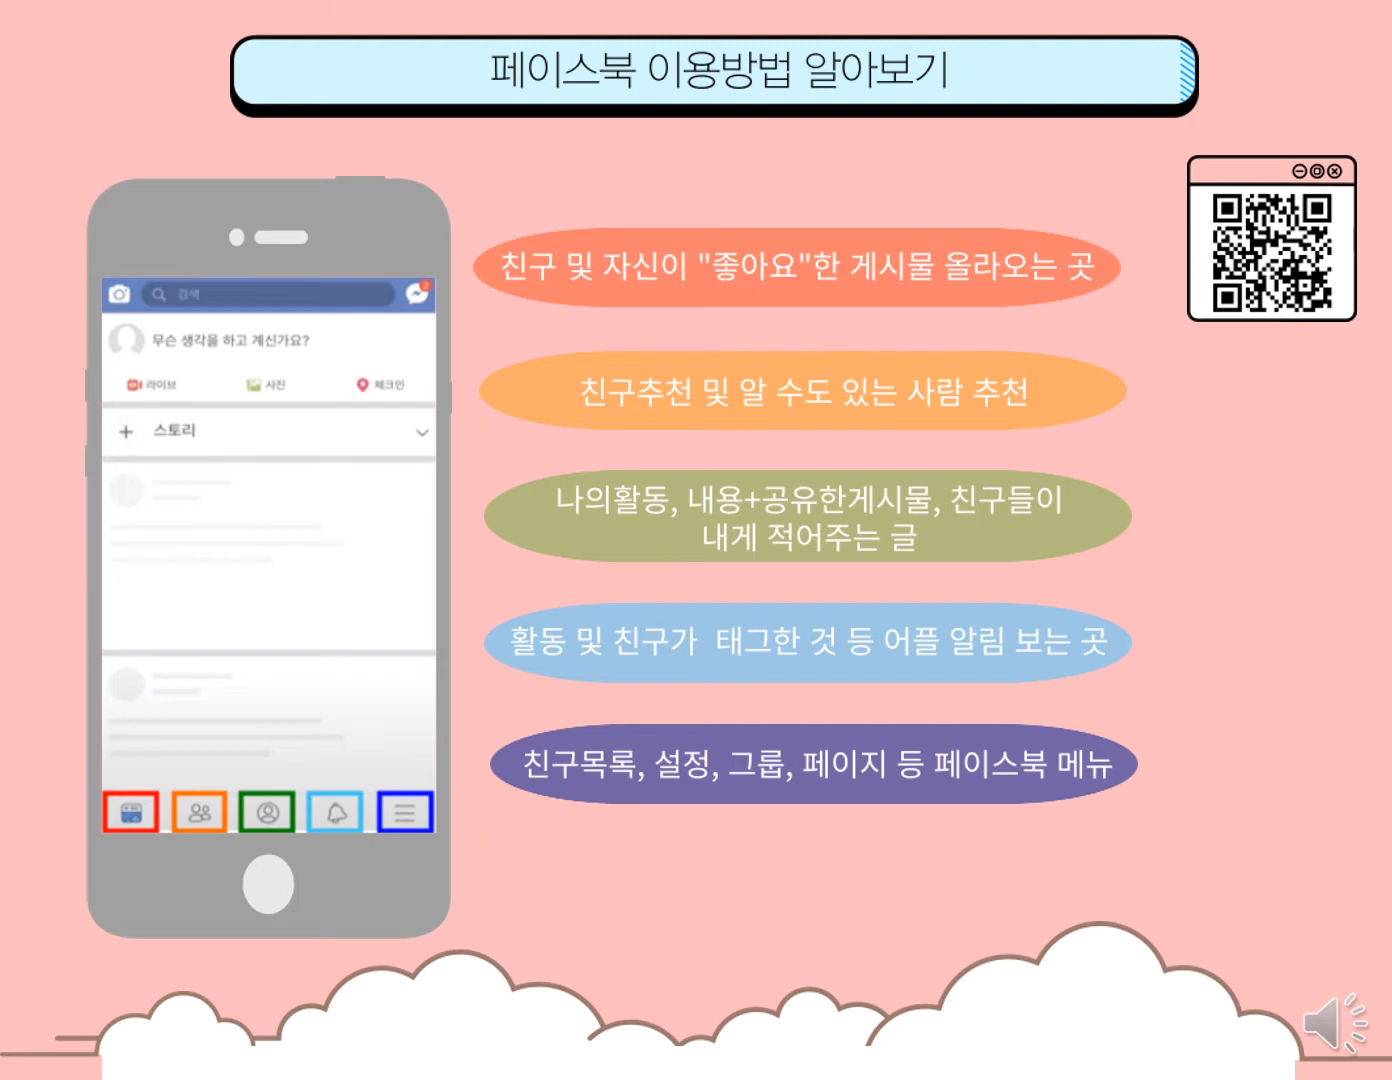 페이스북 이용방법 알아보기
검색
2
무슨 생각을 하고 계신가요?
라이브 사진 체크인
+ 스토리
친구 및 자신이 "좋아요"한 게시물 올라오는 곳
친구추천 및 알 수도 있는 사람 추천
나의활동, 내용+공유한게시물, 친구들이
내게 적어주는 글
활동 및 친구가  태그한 것 등 어플 알림 보는 곳
친구목록, 설정, 그룹, 페이지 등 페이스북 메뉴